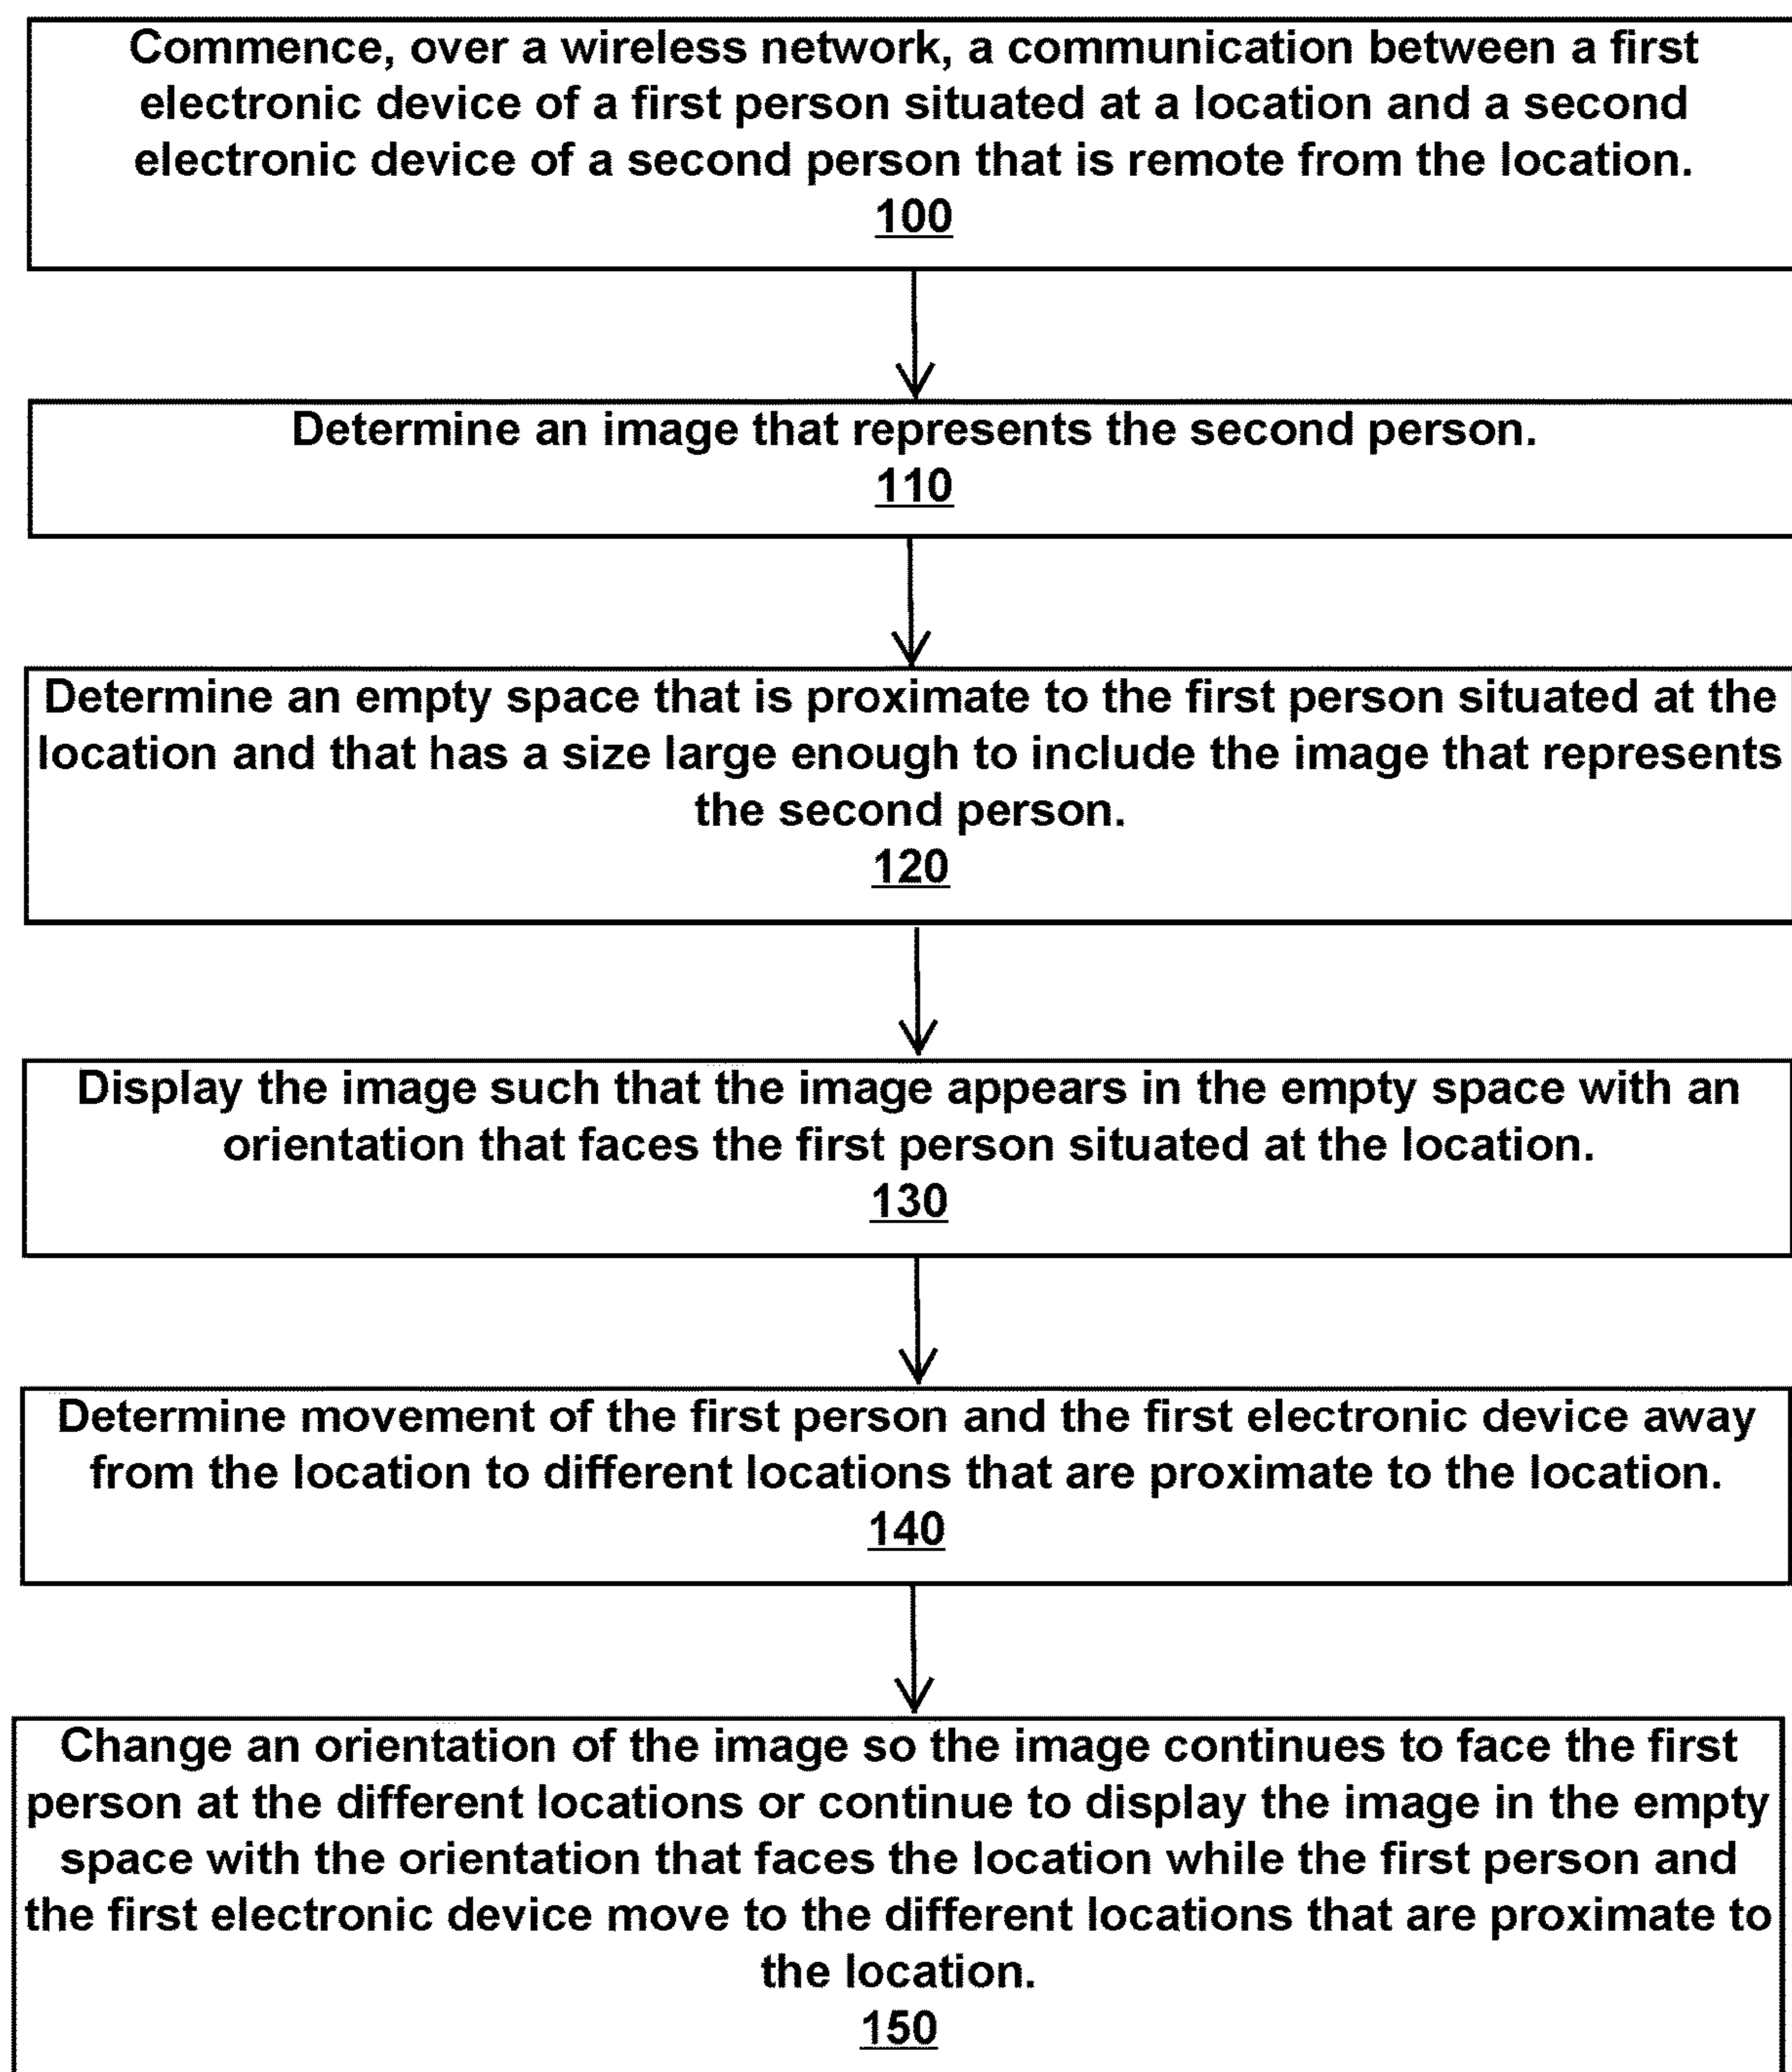 Commence, over a wireless network, a communication between a first
electronic device of a first person situated at a location and a second
electronic device of a second person that is remote from the location.
100
Determine an image that represents the second person.
110
Determine an empty space that is proximate to the first person situated at the
location and that has a size large enough to include the image that represents
the second person.
120
Display the image such that the image appears in the empty space with an
orientation that faces the first person situated at the location.
130
Determine movement of the first person and the first electronic device away
from the location to different locations that are proximate to the location.
140
Change an orientation of the image so the image continues to face the first
person at the different locations or continue to display the image in the empty
space with the orientation that faces the location while the first person and
the first electronic device move to the different locations that are proximate to
the location.
150